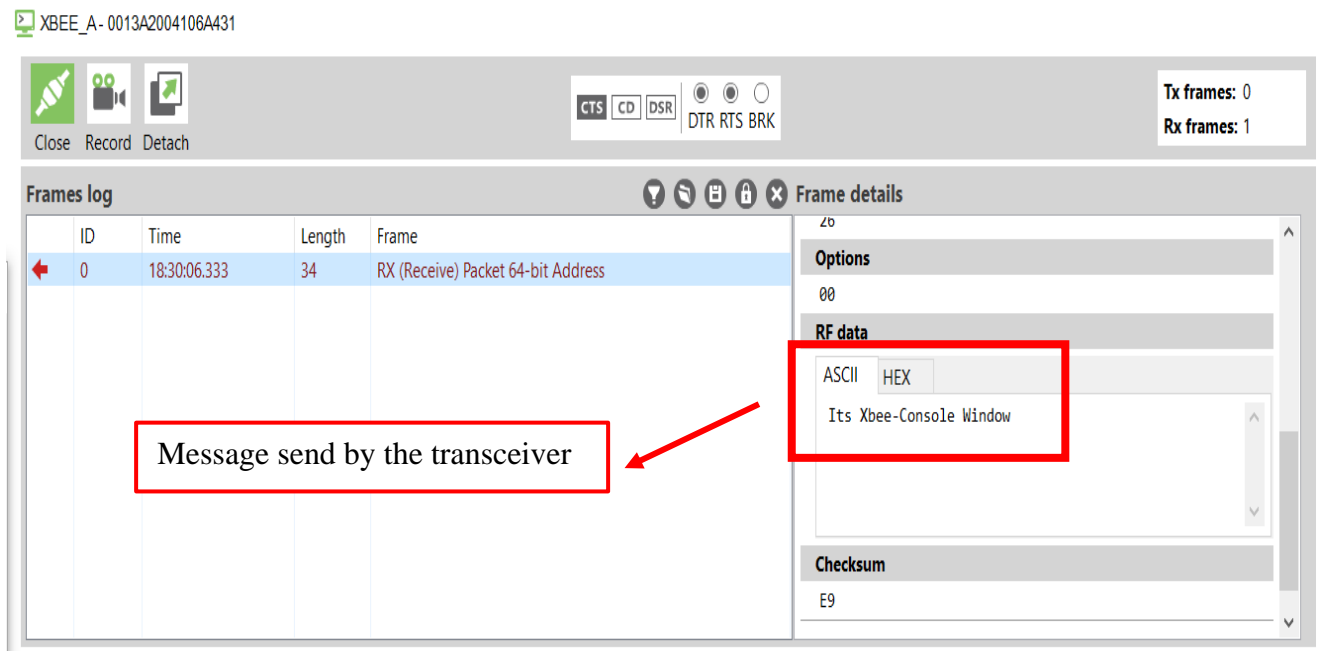 XBEE_A - 0013A2004106A431
Close Record Detach
CTS CD DSR DTR RTS BRK
Tx frames: 0
Rx frames: 1
Frames log
ID Time Length Frame
0 18:30:06.333 34 RX (Receive) Packet 64-bit Address
Message send by the transceiver
Frame details
26
Options
00
RF data
ASCII HEX
Its Xbee-Console Window
Checksum
E9